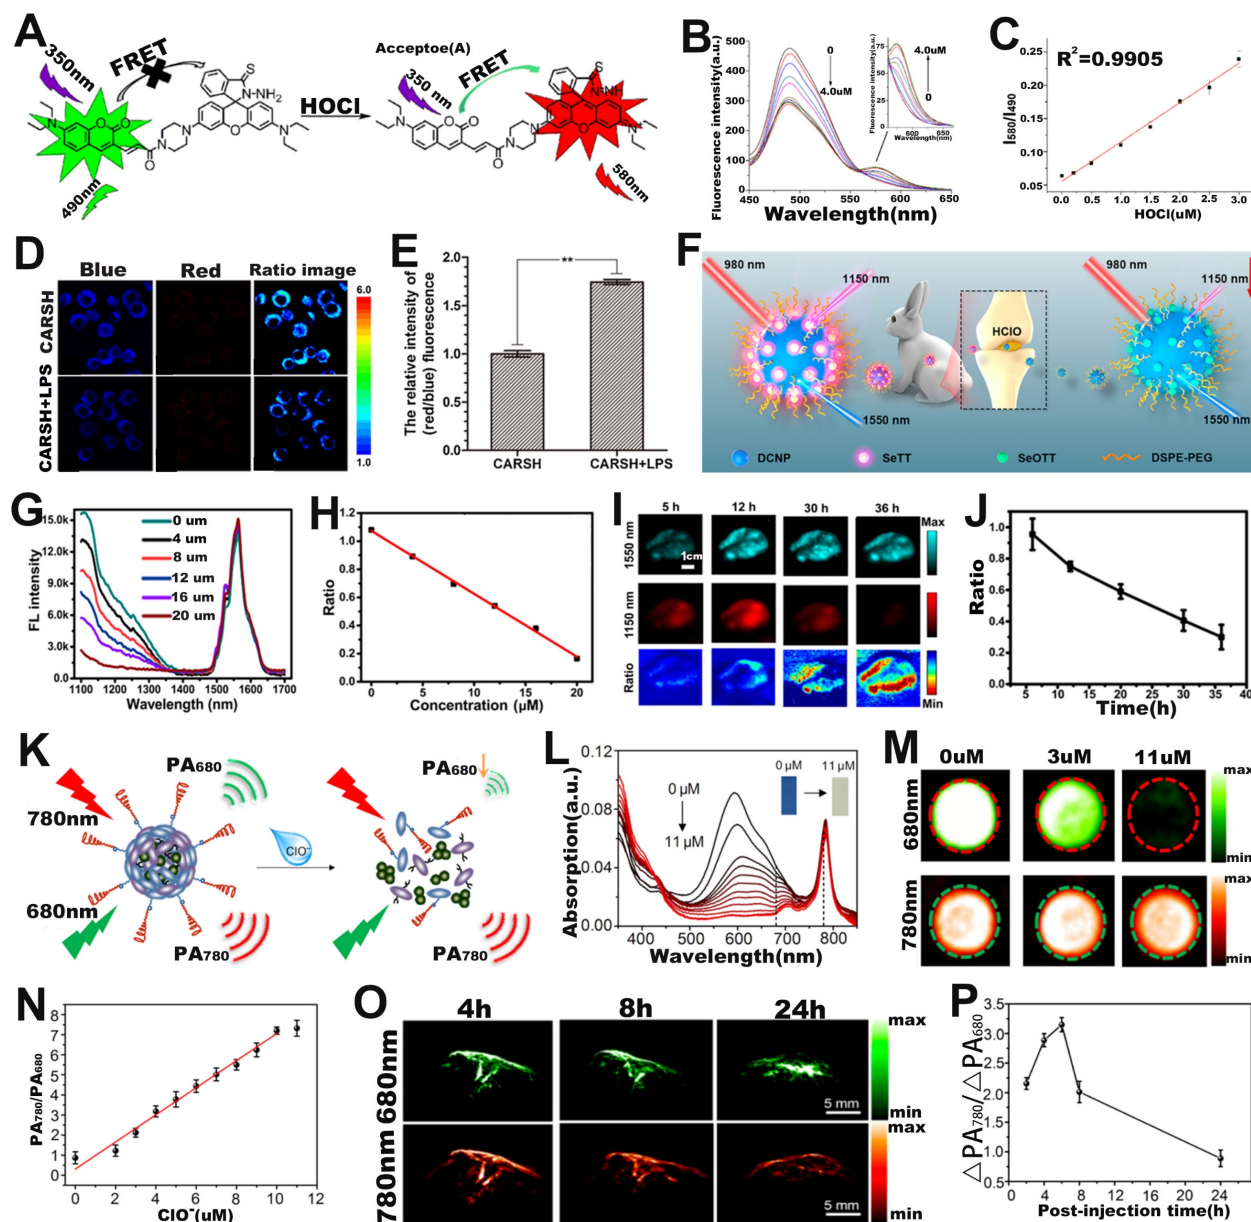 A
350nm
FRET
S
N-NH2
N
O
O
N
N
O
N
O
N
HOCl
Acceptoe(A)
350 nm
FRET
S
N-NH
N
O
O
N
N
O
490nm
580nm
B
Fluorescence intensity(a.u.)
500
400
300
200
100
0
450
500
550
600
650
Wavelength(nm)
0
4.0uM
Fluorescence intensity(a.u.)
75
50
25
0
600
650
Wavelength(nm)
4.0uM
0
C
R²=0.9905
I580/I490
0.25
0.20
0.15
0.10
0.05
0.0 0.5 1.0 1.5 2.0 2.5 3.0
HOCl(uM)
D
Blue Red Ratio image
CARSH
CARSH+LPS
6.0
1.0
E
The relative intensity of
(red/blue) fluorescence
2.0
1.5
1.0
0.5
0.0
**
CARSH CARSH+LPS
F
980 nm
1150 nm
1550 nm
HClO
980 nm
1150 nm
1550 nm
DCNP SeTT SeOTT DSPE-PEG
G
FL intensity
15.0k
12.0k
9.0k
6.0k
3.0k
0.0
0 um
4 um
8 um
12 um
16 um
20 um
1100 1200 1300 1400 1500 1600 1700
Wavelength (nm)
H
Ratio
1.2
1.0
0.8
0.6
0.4
0.2
0.0
0 5 10 15 20
Concentration (μM)
I
5 h 12 h 30 h 36 h
1550 nm
1cm
1150 nm
Ratio
Max
Min
J
Ratio
1.0
0.8
0.6
0.4
0.2
0.0
5 10 15 20 25 30 35 40
Time(h)
K
PA680
780nm
680nm
PA780
ClO⁻
PA680
PA780
L
Absorption(a.u.)
0.12
0.08
0.04
0.00
0 μM
11 μM
0 μM
11 μM
400 500 600 700 800
Wavelength(nm)
M
0uM 3uM 11uM
680nm
780nm
max
min
max
min
N
PA780/PA680
8
7
6
5
4
3
2
1
0
0 2 4 6 8 10 12
ClO⁻(uM)
O
4h 8h 24h
680nm
5 mm
max
min
780nm
5 mm
max
min
P
△PA780/△PA680
3.5
3.0
2.5
2.0
1.5
1.0
0.5
0 4 8 12 16 20 24
Post-injection time(h)